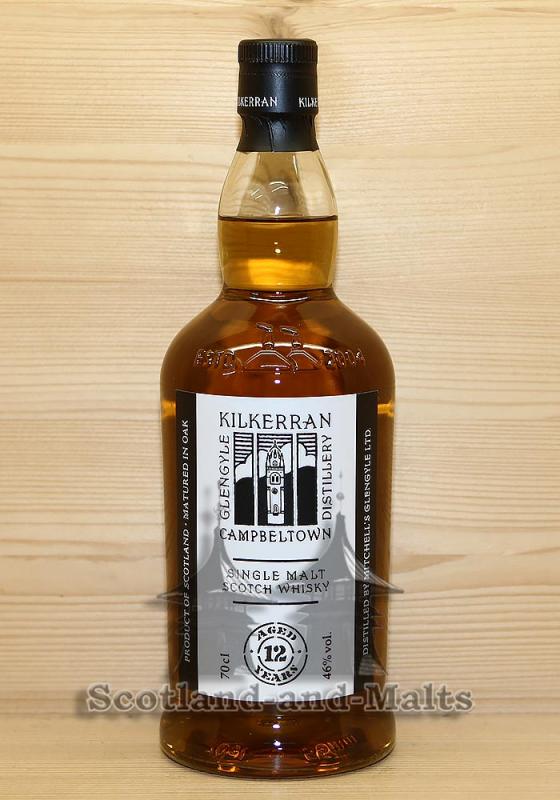 KILKERRAN
ESTD 2004
KILKERRAN
GLENGYLE
DISTILLERY
CAMPBELTOWN
SINGLE MALT
SCOTCH WHISKY
AGED
12
YEARS
70cl
46% vol.
PRODUCT OF SCOTLAND · MATURED IN OAK
DISTILLED BY MITCHELL'S GLENGYLE LTD.
Scotland-and-Malts